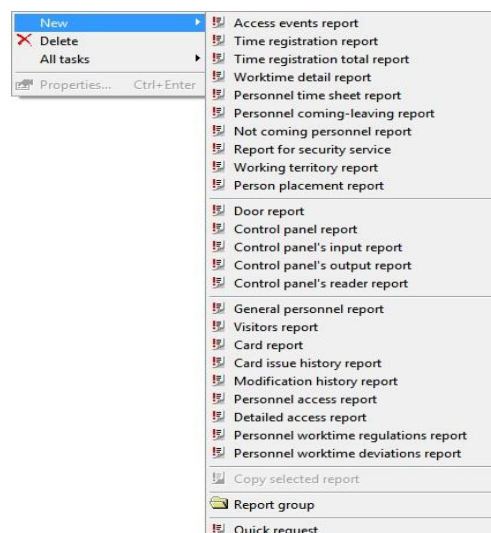 New
Delete
All tasks
Properties... Ctrl+Enter
Access events report
Time registration report
Time registration total report
Worktime detail report
Personnel time sheet report
Personnel coming-leaving report
Not coming personnel report
Report for security service
Working territory report
Person placement report
Door report
Control panel report
Control panel's input report
Control panel's output report
Control panel's reader report
General personnel report
Visitors report
Card report
Card issue history report
Modification history report
Personnel access report
Detailed access report
Personnel worktime regulations report
Personnel worktime deviations report
Copy selected report
Report group
Quick request